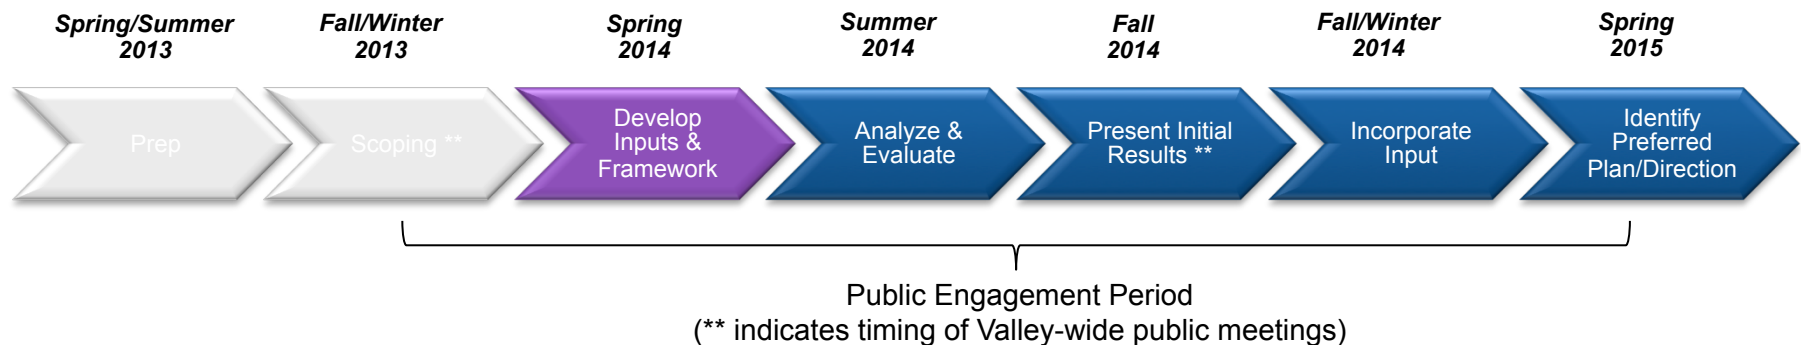 Spring/Summer
2013
Fall/Winter
2013
Spring
2014
Summer
2014
Fall
2014
Fall/Winter
2014
Spring
2015
Prep
Scoping **
Develop
Inputs &
Framework
Analyze &
Evaluate
Present Initial
Results **
Incorporate
Input
Identify
Preferred
Plan/Direction
Public Engagement Period
(** indicates timing of Valley-wide public meetings)